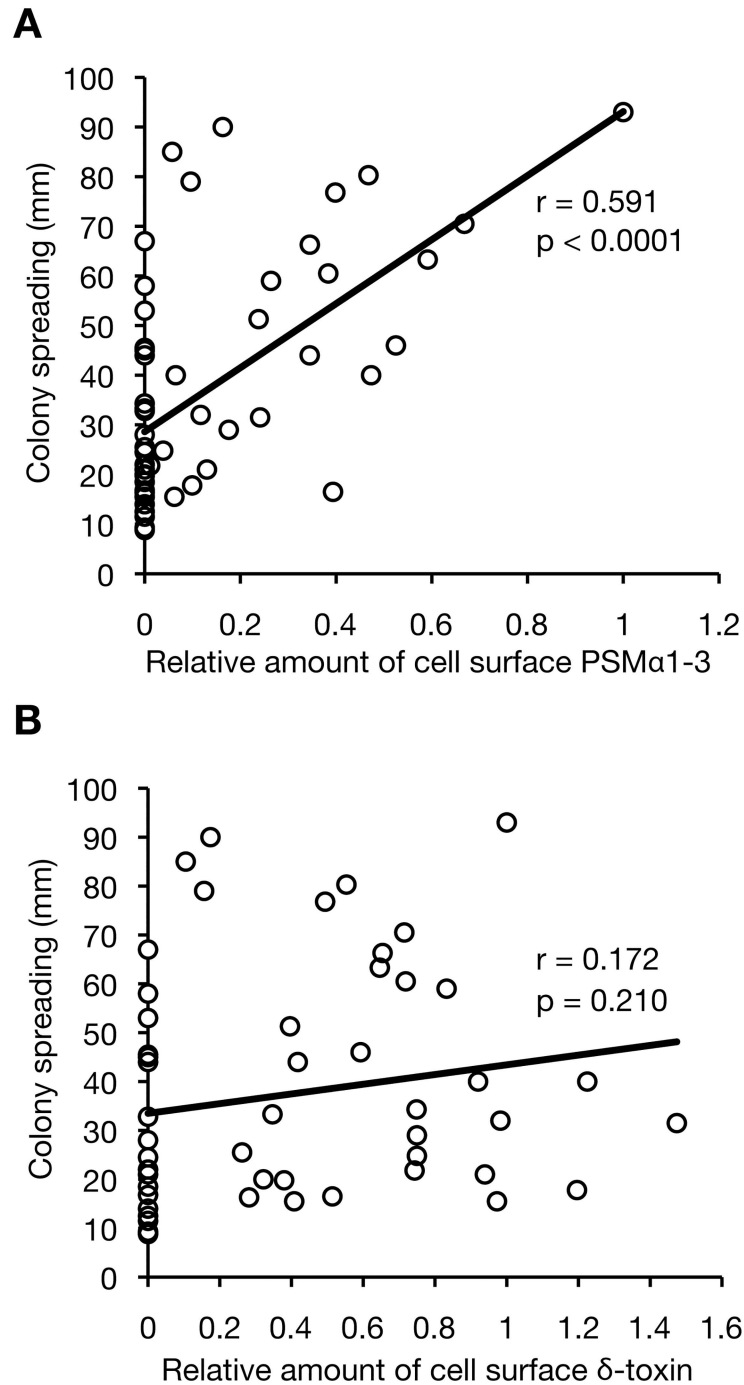 A
100
90
80
70
60
50
40
30
20
10
0
Colony spreading (mm)
r = 0.591
p < 0.0001
0 0.2 0.4 0.6 0.8 1 1.2
Relative amount of cell surface PSMα1-3
B
100
90
80
70
60
50
40
30
20
10
0
Colony spreading (mm)
r = 0.172
p = 0.210
0 0.2 0.4 0.6 0.8 1 1.2 1.4 1.6
Relative amount of cell surface δ-toxin